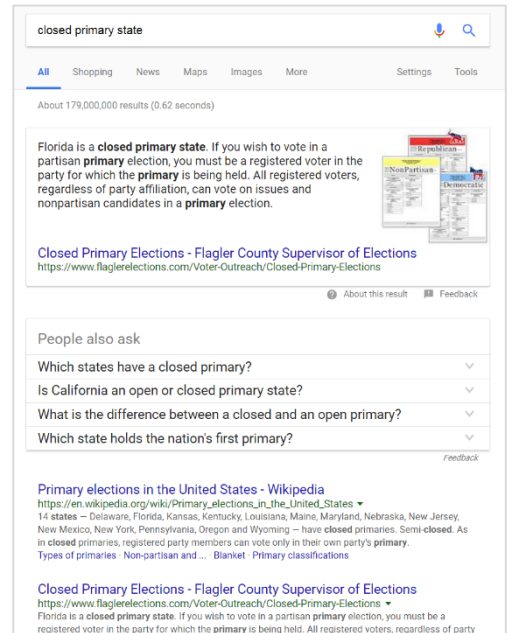 closed primary state
All Shopping News Maps Images More Settings Tools
About 179,000,000 results (0.62 seconds)
Florida is a closed primary state. If you wish to vote in a
partisan primary election, you must be a registered voter in the
party for which the primary is being held. All registered voters,
regardless of party affiliation, can vote on issues and
nonpartisan candidates in a primary election.
Republican
NonPartisan
Democratic
Closed Primary Elections - Flagler County Supervisor of Elections
https://www.flaglerelections.com/Voter-Outreach/Closed-Primary-Elections
About this result Feedback
People also ask
Which states have a closed primary?
Is California an open or closed primary state?
What is the difference between a closed and an open primary?
Which state holds the nation's first primary?
Feedback
Primary elections in the United States - Wikipedia
https://en.wikipedia.org/wiki/Primary_elections_in_the_United_States
14 states — Delaware, Florida, Kansas, Kentucky, Louisiana, Maine, Maryland, Nebraska, New Jersey,
New Mexico, New York, Pennsylvania, Oregon and Wyoming — have closed primaries. Semi-closed. As
in closed primaries, registered party members can vote only in their own party's primary.
Types of primaries · Non-partisan and ... · Blanket · Primary classifications
Closed Primary Elections - Flagler County Supervisor of Elections
https://www.flaglerelections.com/Voter-Outreach/Closed-Primary-Elections
Florida is a closed primary state. If you wish to vote in a partisan primary election, you must be a
registered voter in the party for which the primary is being held. All registered voters, regardless of party